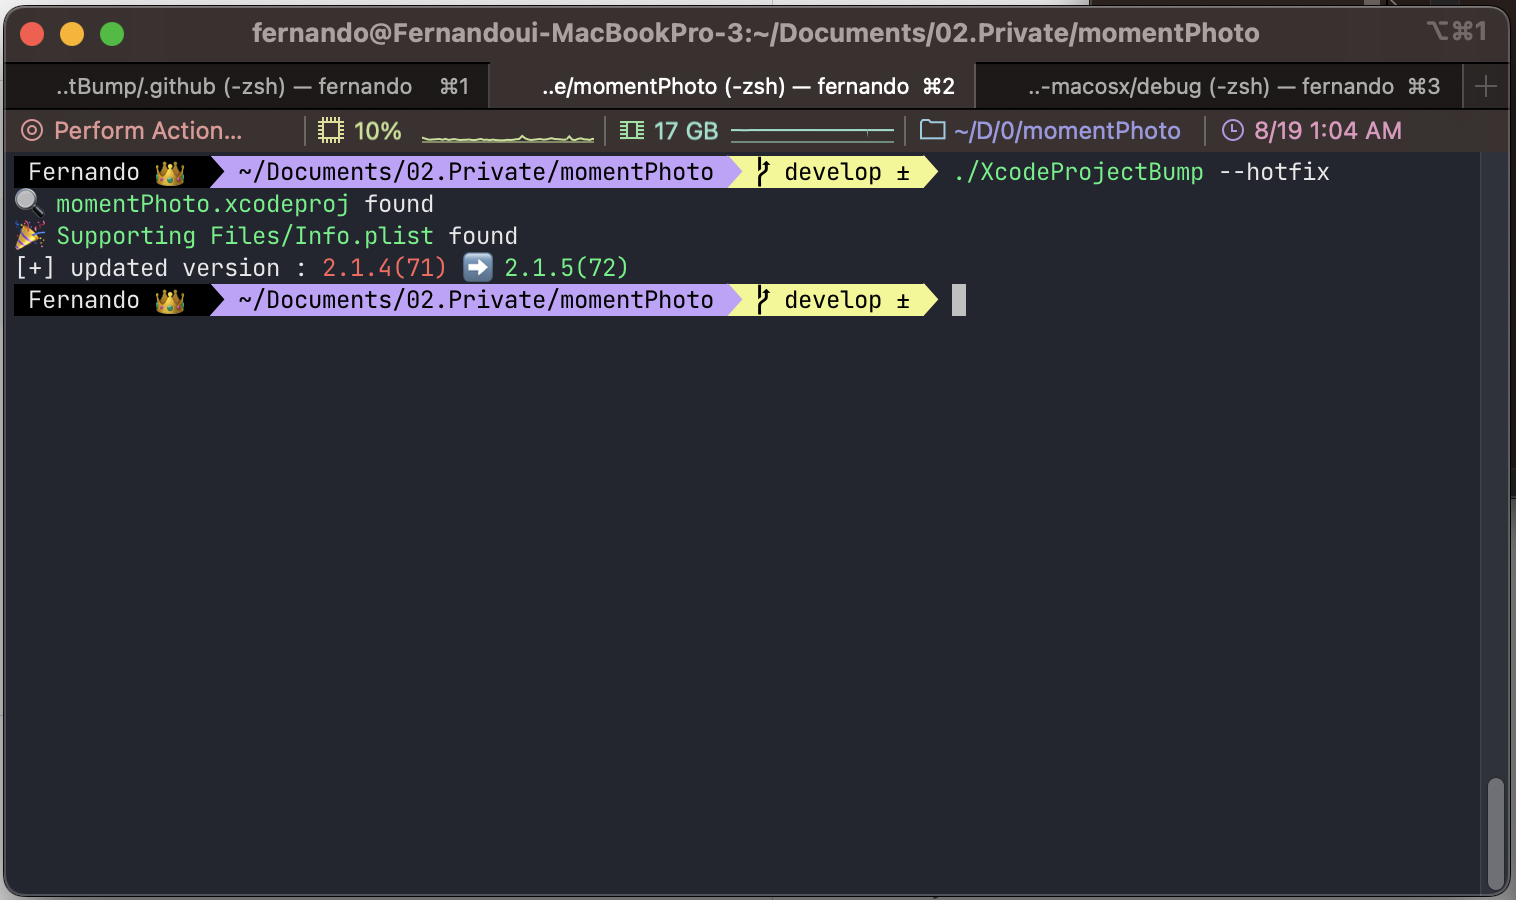 fernando@Fernandoui-MacBookPro-3:~/Documents/02.Private/momentPhoto ⌥⌘1
..tBump/.github (-zsh) — fernando ⌘1 ..e/momentPhoto (-zsh) — fernando ⌘2 ..-macosx/debug (-zsh) — fernando ⌘3 +
Perform Action... 10% 17 GB ~/D/0/momentPhoto 8/19 1:04 AM
Fernando 👑 ~/Documents/02.Private/momentPhoto develop ± ./XcodeProjectBump --hotfix
🔍 momentPhoto.xcodeproj found
🎉 Supporting Files/Info.plist found
[+] updated version : 2.1.4(71) ➡️ 2.1.5(72)
Fernando 👑 ~/Documents/02.Private/momentPhoto develop ±